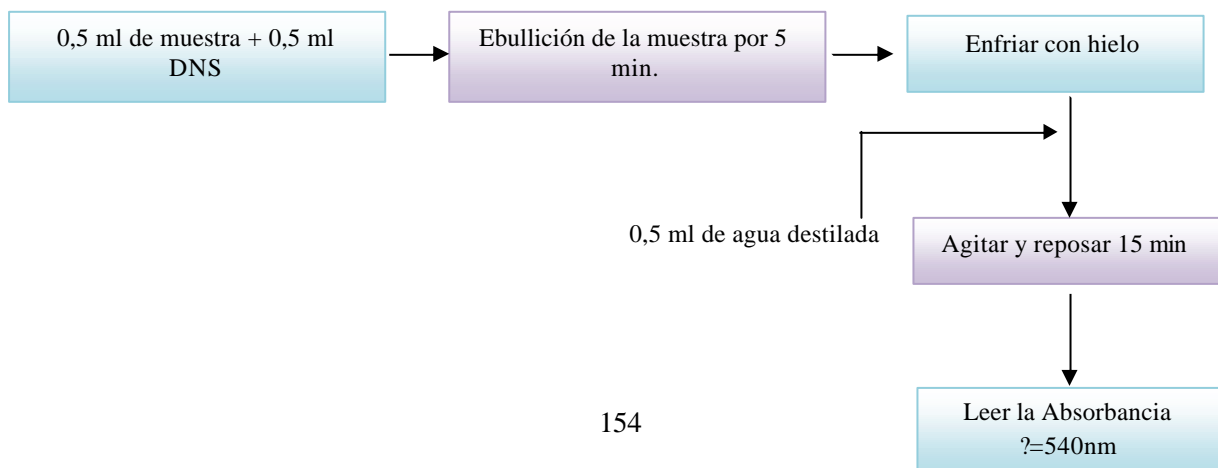 0,5 ml de muestra + 0,5 ml
DNS
Ebullición de la muestra por 5
min.
Enfriar con hielo
0,5 ml de agua destilada
Agitar y reposar 15 min
Leer la Absorbancia
?=540nm
154